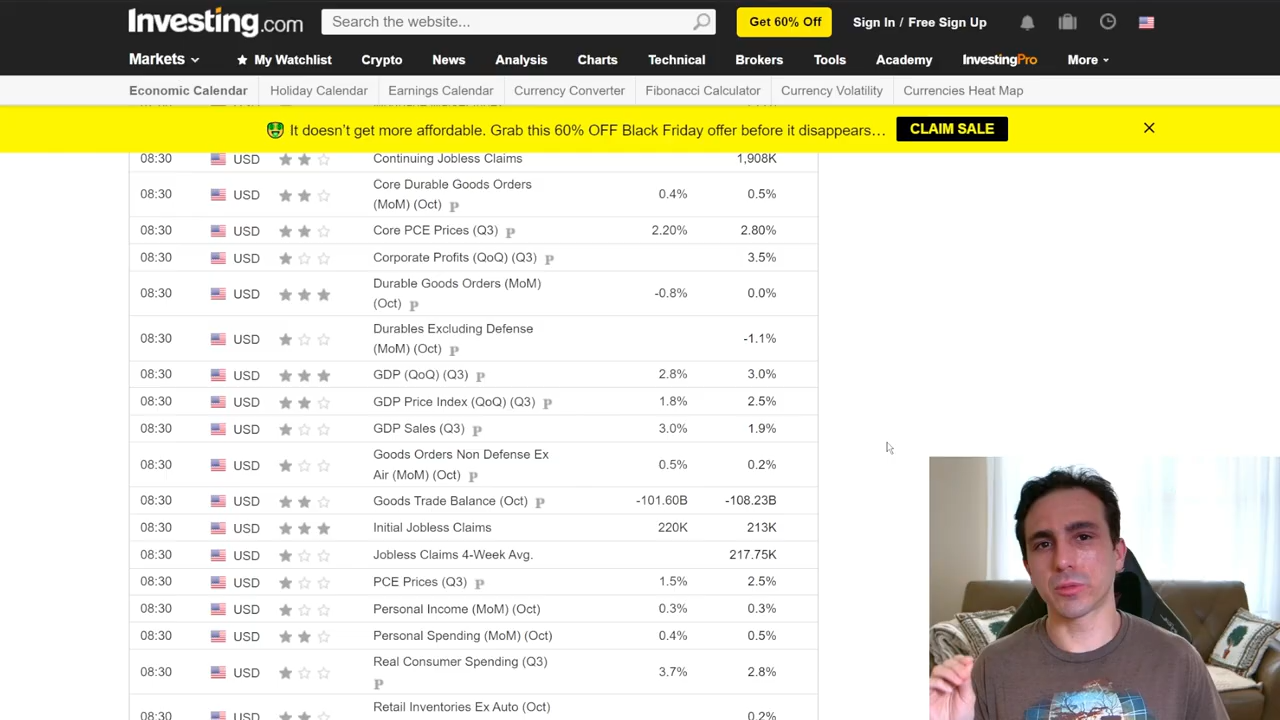 Investing.com
Search the website...
Get 60% Off
Sign In / Free Sign Up
Markets
My Watchlist
Crypto
News
Analysis
Charts
Technical
Brokers
Tools
Academy
InvestingPro
More
Economic Calendar
Holiday Calendar
Earnings Calendar
Currency Converter
Fibonacci Calculator
Currency Volatility
Currencies Heat Map
It doesn't get more affordable. Grab this 60% OFF Black Friday offer before it disappears…
CLAIM SALE
08:30 USD Continuing Jobless Claims 1,908K
08:30 USD Core Durable Goods Orders 0.4% 0.5%
(MoM) (Oct) P
08:30 USD Core PCE Prices (Q3) P 2.20% 2.80%
08:30 USD Corporate Profits (QoQ) (Q3) P 3.5%
08:30 USD Durable Goods Orders (MoM) -0.8% 0.0%
(Oct) P
08:30 USD Durables Excluding Defense -1.1%
(MoM) (Oct) P
08:30 USD GDP (QoQ) (Q3) P 2.8% 3.0%
08:30 USD GDP Price Index (QoQ) (Q3) P 1.8% 2.5%
08:30 USD GDP Sales (Q3) P 3.0% 1.9%
08:30 USD Goods Orders Non Defense Ex 0.5% 0.2%
Air (MoM) (Oct) P
08:30 USD Goods Trade Balance (Oct) P -101.60B -108.23B
08:30 USD Initial Jobless Claims 220K 213K
08:30 USD Jobless Claims 4-Week Avg. 217.75K
08:30 USD PCE Prices (Q3) P 1.5% 2.5%
08:30 USD Personal Income (MoM) (Oct) 0.3% 0.3%
08:30 USD Personal Spending (MoM) (Oct) 0.4% 0.5%
08:30 USD Real Consumer Spending (Q3) 3.7% 2.8%
P
08:30 USD Retail Inventories Ex Auto (Oct) 0.2%